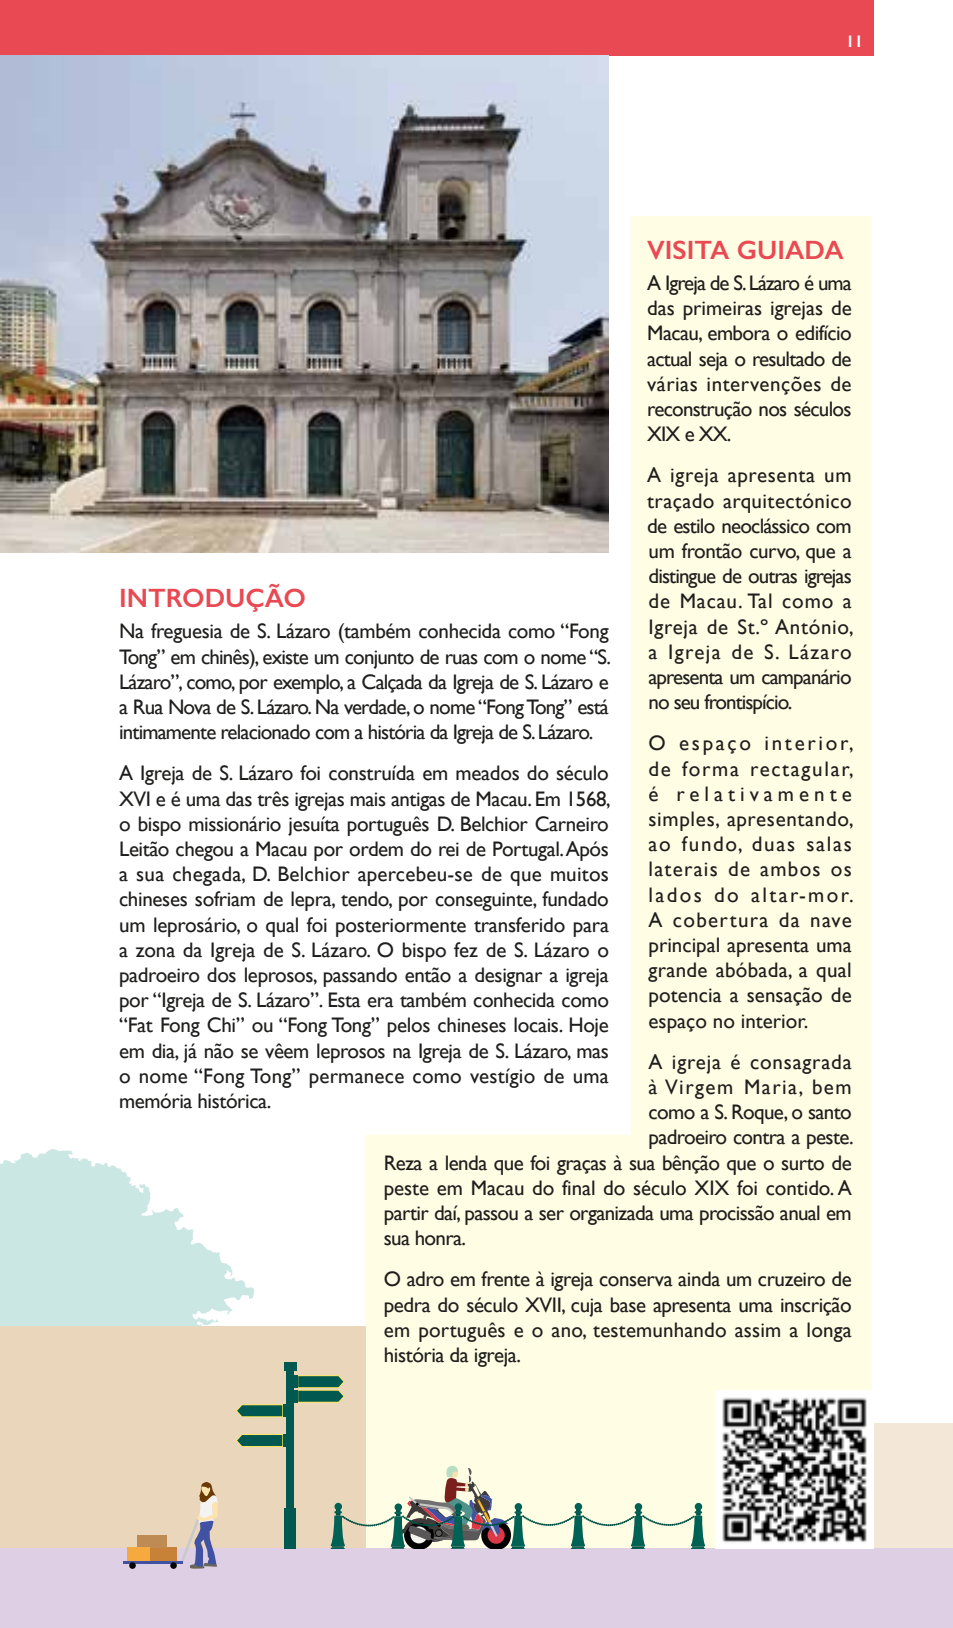 11
INTRODUÇÃO
Na freguesia de S. Lázaro (também conhecida como “Fong
Tong” em chinês), existe um conjunto de ruas com o nome “S.
Lázaro”, como, por exemplo, a Calçada da Igreja de S. Lázaro e
a Rua Nova de S. Lázaro. Na verdade, o nome “Fong Tong” está
intimamente relacionado com a história da Igreja de S. Lázaro.
A Igreja de S. Lázaro foi construída em meados do século
XVI e é uma das três igrejas mais antigas de Macau. Em 1568,
o bispo missionário jesuíta português D. Belchior Carneiro
Leitão chegou a Macau por ordem do rei de Portugal. Após
a sua chegada, D. Belchior apercebeu-se de que muitos
chineses sofriam de lepra, tendo, por conseguinte, fundado
um leprosário, o qual foi posteriormente transferido para
a zona da Igreja de S. Lázaro. O bispo fez de S. Lázaro o
padroeiro dos leprosos, passando então a designar a igreja
por “Igreja de S. Lázaro”. Esta era também conhecida como
“Fat Fong Chi” ou “Fong Tong” pelos chineses locais. Hoje
em dia, já não se vêem leprosos na Igreja de S. Lázaro, mas
o nome “Fong Tong” permanece como vestígio de uma
memória histórica.
VISITA GUIADA
A Igreja de S. Lázaro é uma
das primeiras igrejas de
Macau, embora o edifício
actual seja o resultado de
várias intervenções de
reconstrução nos séculos
XIX e XX.
A igreja apresenta um
traçado arquitectónico
de estilo neoclássico com
um frontão curvo, que a
distingue de outras igrejas
de Macau. Tal como a
Igreja de St.º António,
a Igreja de S. Lázaro
apresenta um campanário
no seu frontispício.
O espaço interior,
de forma rectagular,
é relativamente
simples, apresentando,
ao fundo, duas salas
laterais de ambos os
lados do altar-mor.
A cobertura da nave
principal apresenta uma
grande abóbada, a qual
potencia a sensação de
espaço no interior.
A igreja é consagrada
à Virgem Maria, bem
como a S. Roque, o santo
padroeiro contra a peste.
Reza a lenda que foi graças à sua bênção que o surto de
peste em Macau do final do século XIX foi contido. A
partir daí, passou a ser organizada uma procissão anual em
sua honra.
O adro em frente à igreja conserva ainda um cruzeiro de
pedra do século XVII, cuja base apresenta uma inscrição
em português e o ano, testemunhando assim a longa
história da igreja.